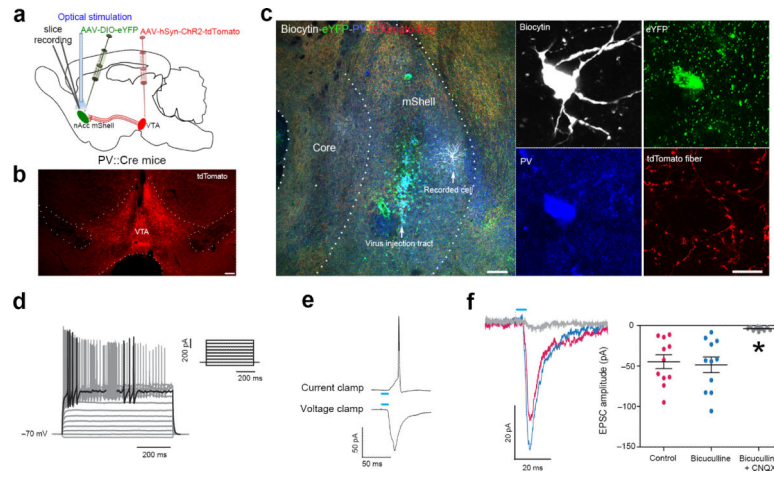 a
Optical stimulation
slice
recording
AAV-DIO-eYFP
AAV-hSyn-ChR2-tdTomato
nAcc mShell
VTA
PV::Cre mice
b
tdTomato
VTA
c
Biocytin-eYFP-PV-
mShell
Core
Recorded cell
Virus injection tract
Biocytin
eYFP
PV
tdTomato fiber
d
200 pA
200 ms
−70 mV
200 ms
e
Current clamp
Voltage clamp
50 pA
50 ms
f
20 pA
20 ms
EPSC amplitude (pA)
0
−50
−100
−150
*
Control
Bicuculline
Bicucullin
+ CNQX